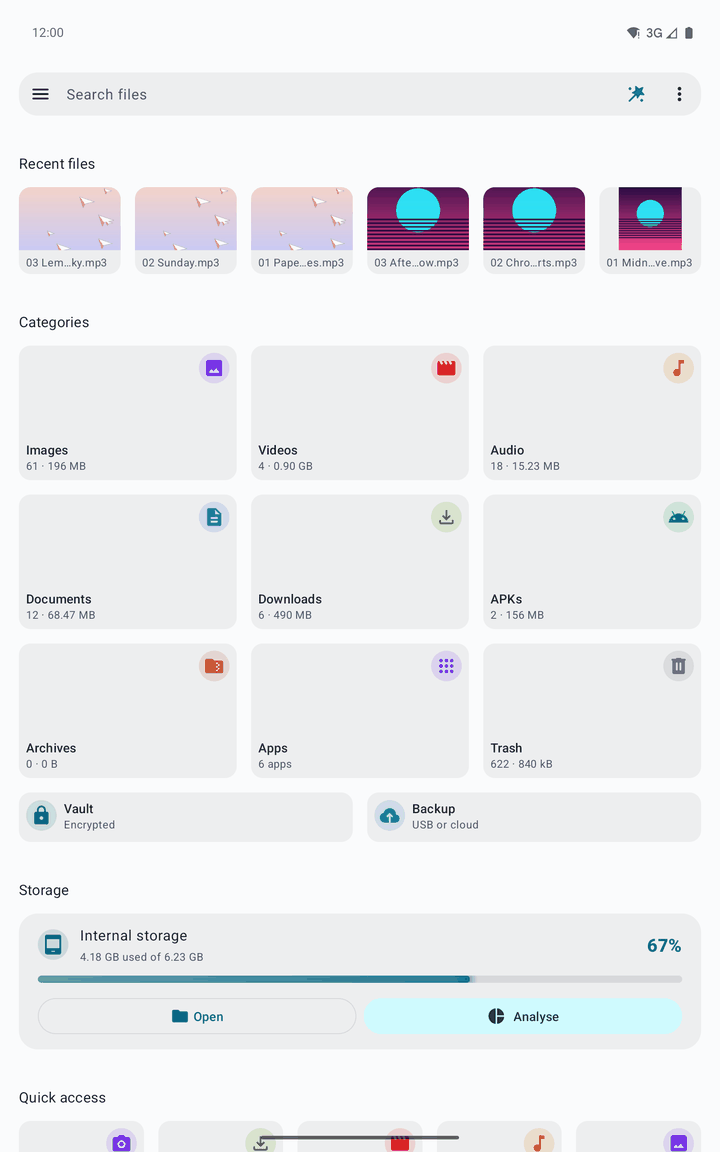 12:00
3G
Search files
Recent files
03 Lem…ky.mp3
02 Sunday.mp3
01 Pape…es.mp3
03 Afte…ow.mp3
02 Chro…rts.mp3
01 Midn…ve.mp3
Categories
Images
61 · 196 MB
Videos
4 · 0.90 GB
Audio
18 · 15.23 MB
Documents
12 · 68.47 MB
Downloads
6 · 490 MB
APKs
2 · 156 MB
Archives
0 · 0 B
Apps
6 apps
Trash
622 · 840 kB
Vault
Encrypted
Backup
USB or cloud
Storage
Internal storage
4.18 GB used of 6.23 GB
67%
Open
Analyse
Quick access